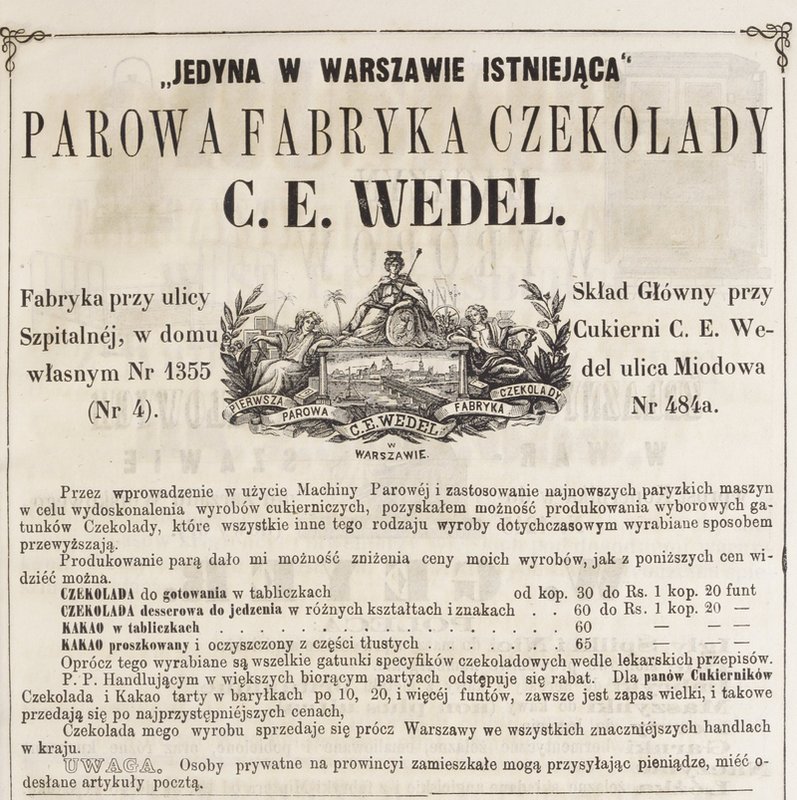 „JEDYNA W WARSZAWIE ISTNIEJĄCA“
PAROWA FABRYKA CZEKOLADY
C. E. WEDEL.
Fabryka przy ulicy
Szpitalnéj, w domu
własnym Nr 1355
(Nr 4).
PIERWSZA PAROWA C. E. WEDEL FABRYKA CZEKOLADY
W
WARSZAWIE.
Skład Główny przy
Cukierni C. E. We-
del ulica Miodowa
Nr 484a.
Przez wprowadzenie w użycie Machiny Parowéj i zastosowanie najnowszych paryzkich maszyn
w celu wydoskonalenia wyrobów cukierniczych, pozyskałem możność produkowania wyborowych ga-
tunków Czekolady, które wszystkie inne tego rodzaju wyroby dotychczasowym wyrabiane sposobem
przewyższają.
Produkowanie parą dało mi możność zniżenia ceny moich wyrobów, jak z poniższych cen wi-
dziéć można.
CZEKOLADA do gotowania w tabliczkach od kop. 30 do Rs. 1 kop. 20 funt
CZEKOLADA desserowa do jedzenia w różnych kształtach i znakach . . 60 do Rs. 1 kop. 20 —
KAKAO w tabliczkach . . . . . . . . . . . . . . . . 60 — — —
KAKAO proszkowany i oczyszczony z części tłustych . . . . . . . . 65 — — —
Oprócz tego wyrabiane są wszelkie gatunki specyfików czekoladowych wedle lekarskich przepisów.
P. P. Handlującym w większych biorącym partyach odstępuje się rabat. Dla panów Cukierników
Czekolada i Kakao tarty w baryłkach po 10, 20, i więcéj funtów, zawsze jest zapas wielki, i takowe
przedają się po najprzystępniejszych cenach,
Czekolada mego wyrobu sprzedaje się prócz Warszawy we wszystkich znaczniejszych handlach
w kraju.
UWAGA. Osoby prywatne na prowincyi zamieszkałe mogą przysyłając pieniądze, mieć o-
desłane artykuły pocztą.